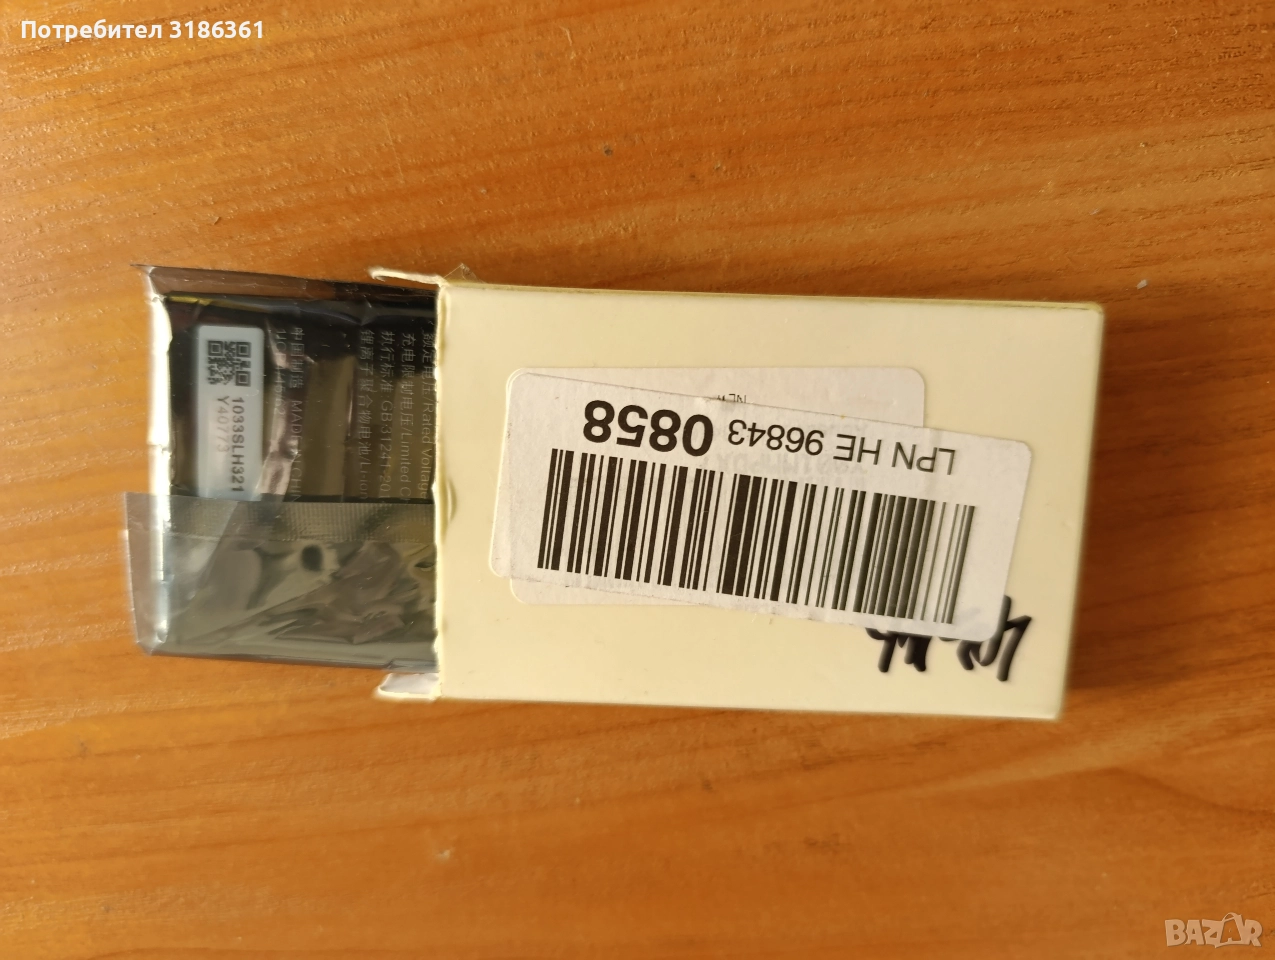 Потребител 3186361
LPN HE 96843 0858
1033SLH321
Y40773
额定电压/Rated Voltage
充电限制电压/Limited C
执行标准 GB31241-201
锂离子聚合物电池/Li-ion
中国制造 MADE IN CHIN
BAZAR